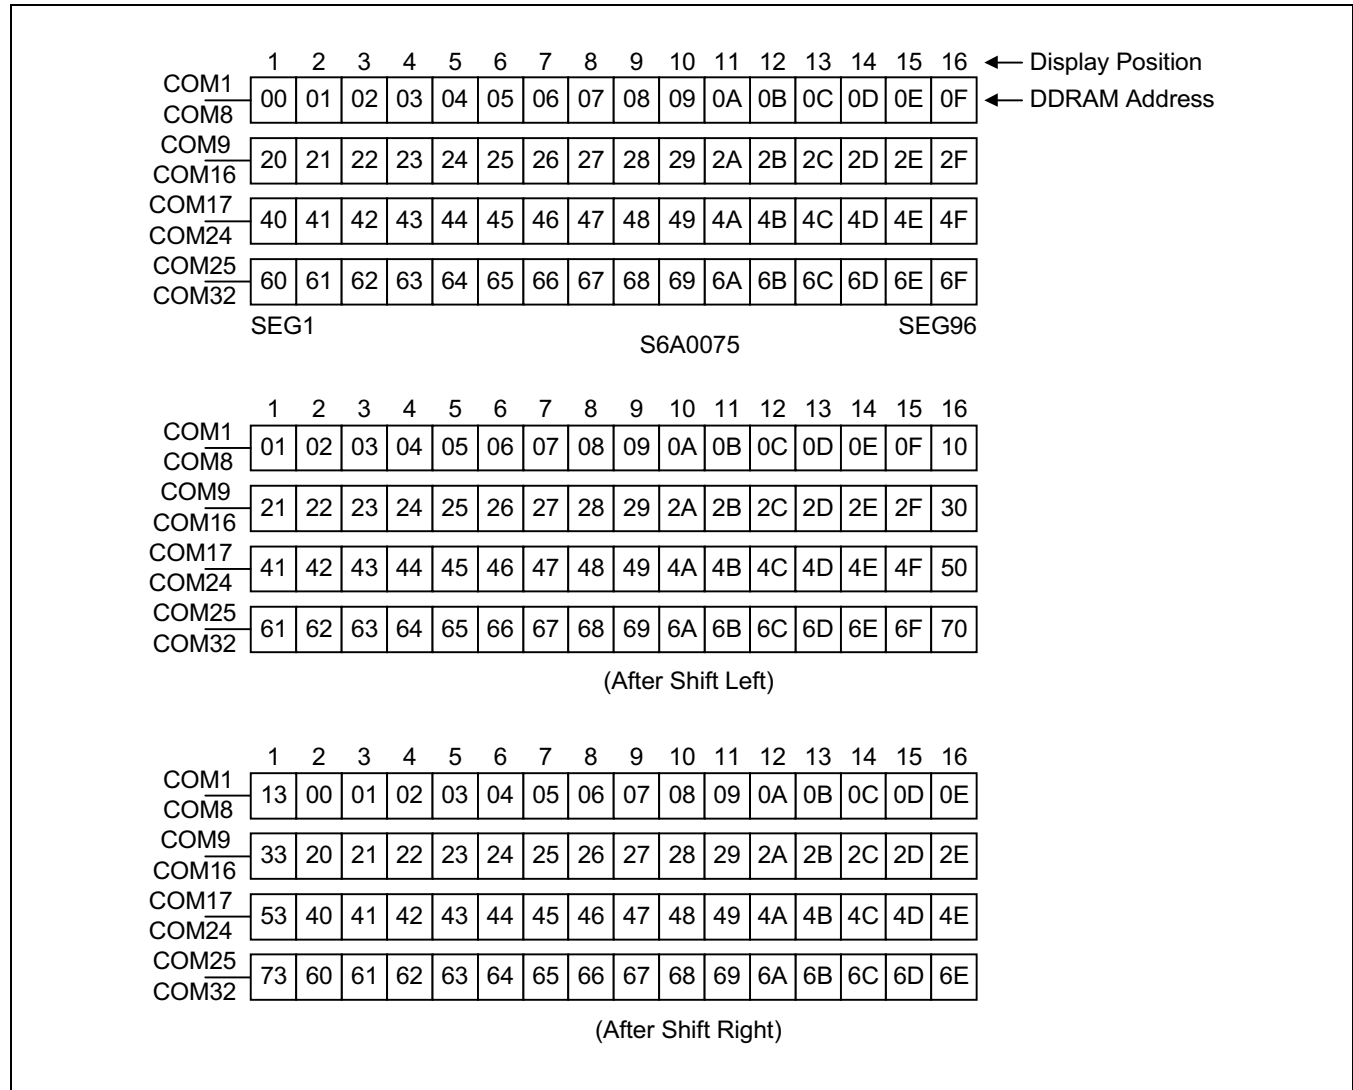 1 2 3 4 5 6 7 8 9 10 11 12 13 14 15 16 Display Position
COM1
COM8
00 01 02 03 04 05 06 07 08 09 0A 0B 0C 0D 0E 0F DDRAM Address
COM9
COM16
20 21 22 23 24 25 26 27 28 29 2A 2B 2C 2D 2E 2F
COM17
COM24
40 41 42 43 44 45 46 47 48 49 4A 4B 4C 4D 4E 4F
COM25
COM32
60 61 62 63 64 65 66 67 68 69 6A 6B 6C 6D 6E 6F
SEG1 SEG96
S6A0075
1 2 3 4 5 6 7 8 9 10 11 12 13 14 15 16
COM1
COM8
01 02 03 04 05 06 07 08 09 0A 0B 0C 0D 0E 0F 10
COM9
COM16
21 22 23 24 25 26 27 28 29 2A 2B 2C 2D 2E 2F 30
COM17
COM24
41 42 43 44 45 46 47 48 49 4A 4B 4C 4D 4E 4F 50
COM25
COM32
61 62 63 64 65 66 67 68 69 6A 6B 6C 6D 6E 6F 70
(After Shift Left)
1 2 3 4 5 6 7 8 9 10 11 12 13 14 15 16
COM1
COM8
13 00 01 02 03 04 05 06 07 08 09 0A 0B 0C 0D 0E
COM9
COM16
33 20 21 22 23 24 25 26 27 28 29 2A 2B 2C 2D 2E
COM17
COM24
53 40 41 42 43 44 45 46 47 48 49 4A 4B 4C 4D 4E
COM25
COM32
73 60 61 62 63 64 65 66 67 68 69 6A 6B 6C 6D 6E
(After Shift Right)